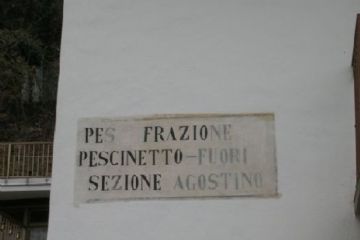 PES FRAZIONE
PESCINETTO-FUORI
SEZIONE AGOSTINO